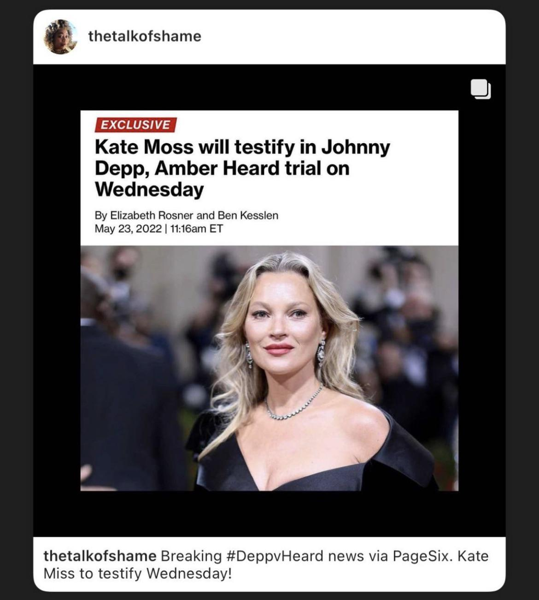 thetalkofshame
EXCLUSIVE
Kate Moss will testify in Johnny
Depp, Amber Heard trial on
Wednesday
By Elizabeth Rosner and Ben Kesslen
May 23, 2022 | 11:16am ET
thetalkofshame Breaking #DeppvHeard news via PageSix. Kate
Miss to testify Wednesday!